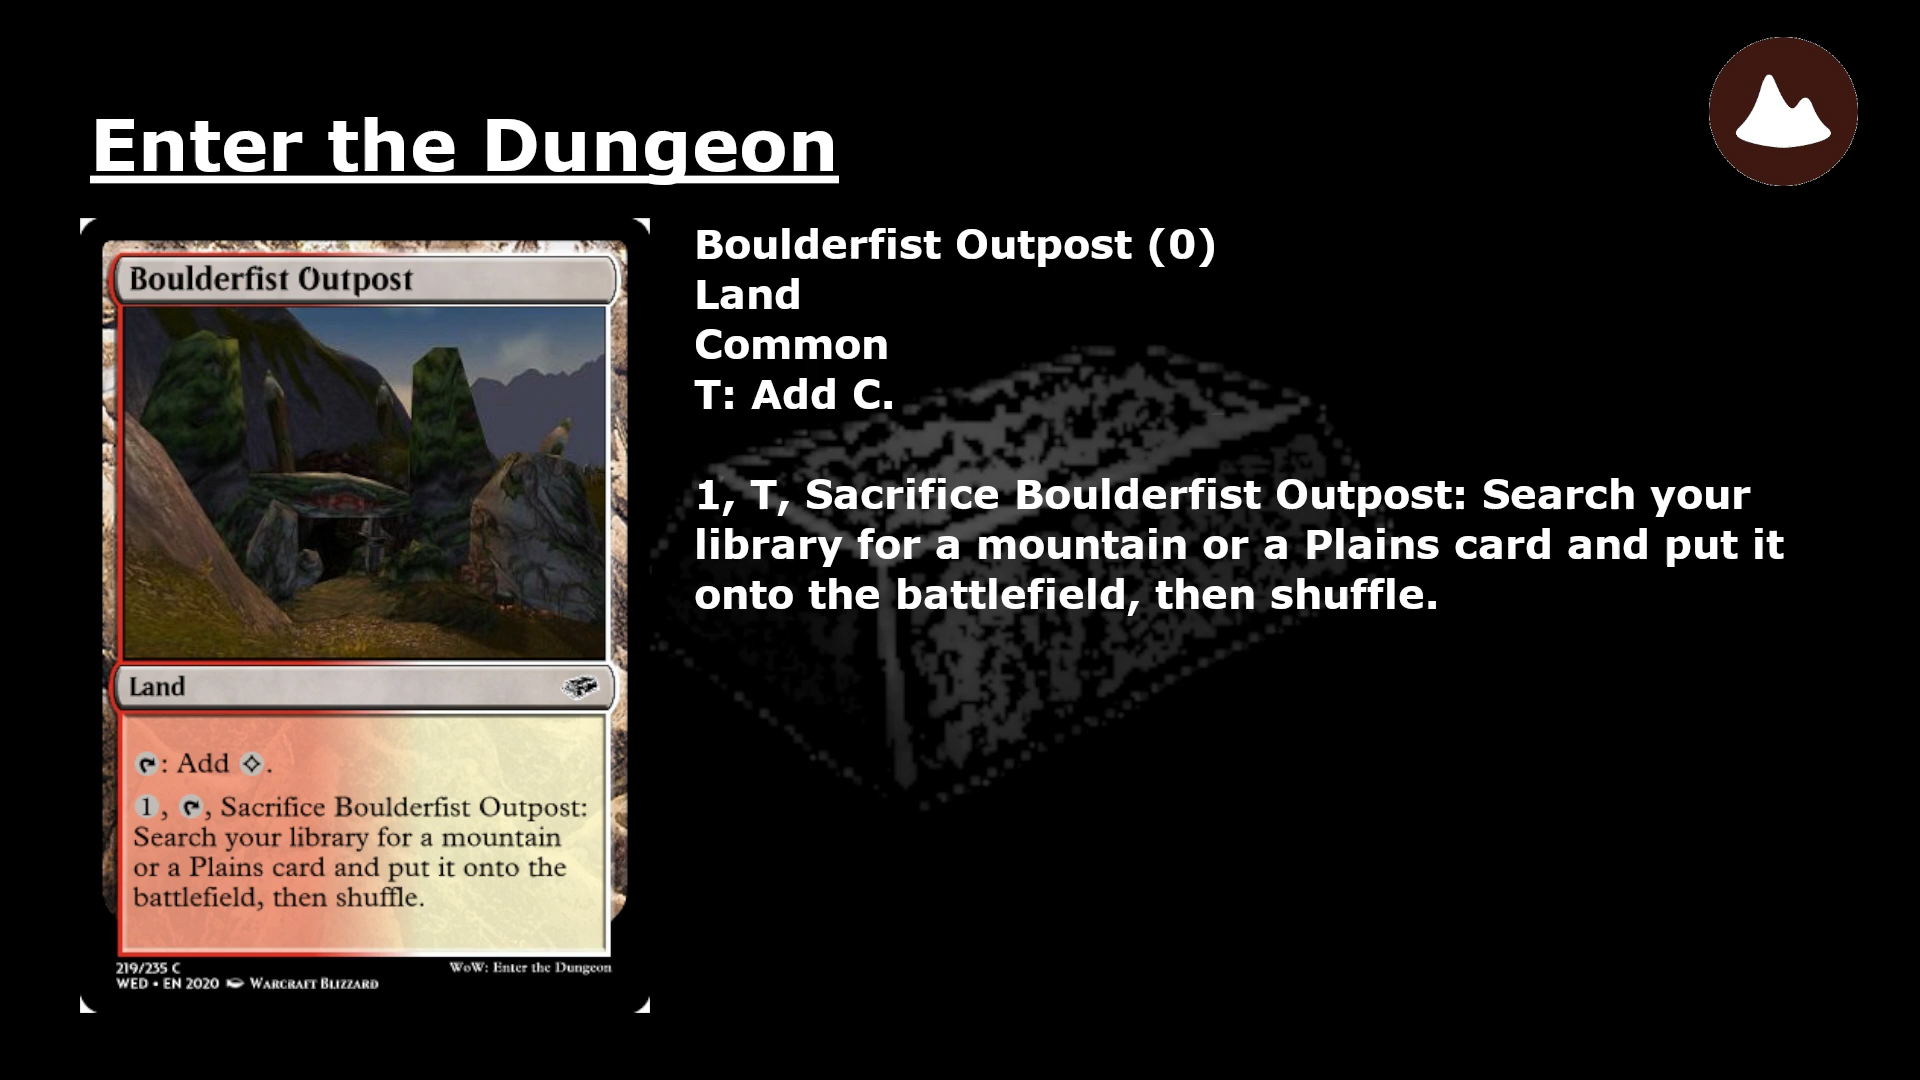 Enter the Dungeon
Boulderfist Outpost
Land
: Add .
1, , Sacrifice Boulderfist Outpost:
Search your library for a mountain
or a Plains card and put it onto the
battlefield, then shuffle.
219/235 C
WED • EN 2020 WARCRAFT BLIZZARD
WoW: Enter the Dungeon
Boulderfist Outpost (0)
Land
Common
T: Add C.
1, T, Sacrifice Boulderfist Outpost: Search your
library for a mountain or a Plains card and put it
onto the battlefield, then shuffle.